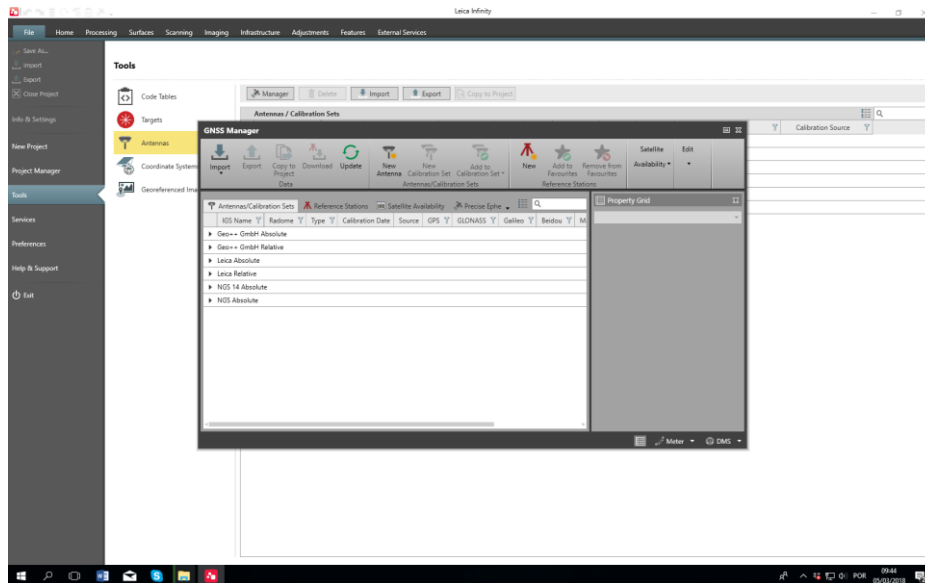 Leica Infinity
File Home Processing Surfaces Scanning Imaging Infrastructure Adjustments Features External Services
Save As...
Import
Export
Close Project
Info & Settings
New Project
Project Manager
Tools
Services
Preferences
Help & Support
Exit
Tools
Code Tables
Targets
Antennas
Coordinate Systems
Georeferenced Ima
Manager Delete Import Export Copy to Project
Antennas / Calibration Sets
Calibration Source
GNSS Manager
Import Export Copy to Project Download Update New Antenna New Calibration Set Add to Calibration Set New Add to Favourites Remove from Favourites Satellite Availability Edit
Data Antennas/Calibration Sets Reference Stations
Antennas/Calibration Sets Reference Stations Satellite Availability Precise Ephe
IGS Name Radome Type Calibration Date Source GPS GLONASS Galileo Beidou M
Geo++ GmbH Absolute
Geo++ GmbH Relative
Leica Absolute
Leica Relative
NGS 14 Absolute
NGS Absolute
Property Grid
Meter DMS
POR 09:44
05/03/2018